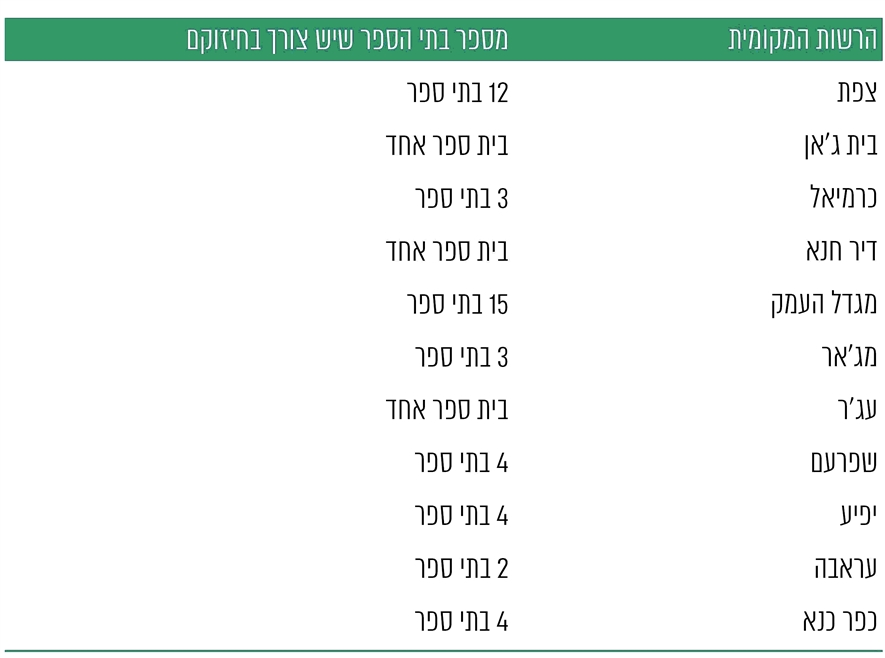 הרשות המקומית מספר בתי הספר שיש צורך בחיזוקם
צפת 12 בתי ספר
בית ג'אן בית ספר אחד
כרמיאל 3 בתי ספר
דיר חנא בית ספר אחד
מגדל העמק 15 בתי ספר
מג'אר 3 בתי ספר
עג'ר בית ספר אחד
שפרעם 4 בתי ספר
יפיע 4 בתי ספר
עראבה 2 בתי ספר
כפר כנא 4 בתי ספר